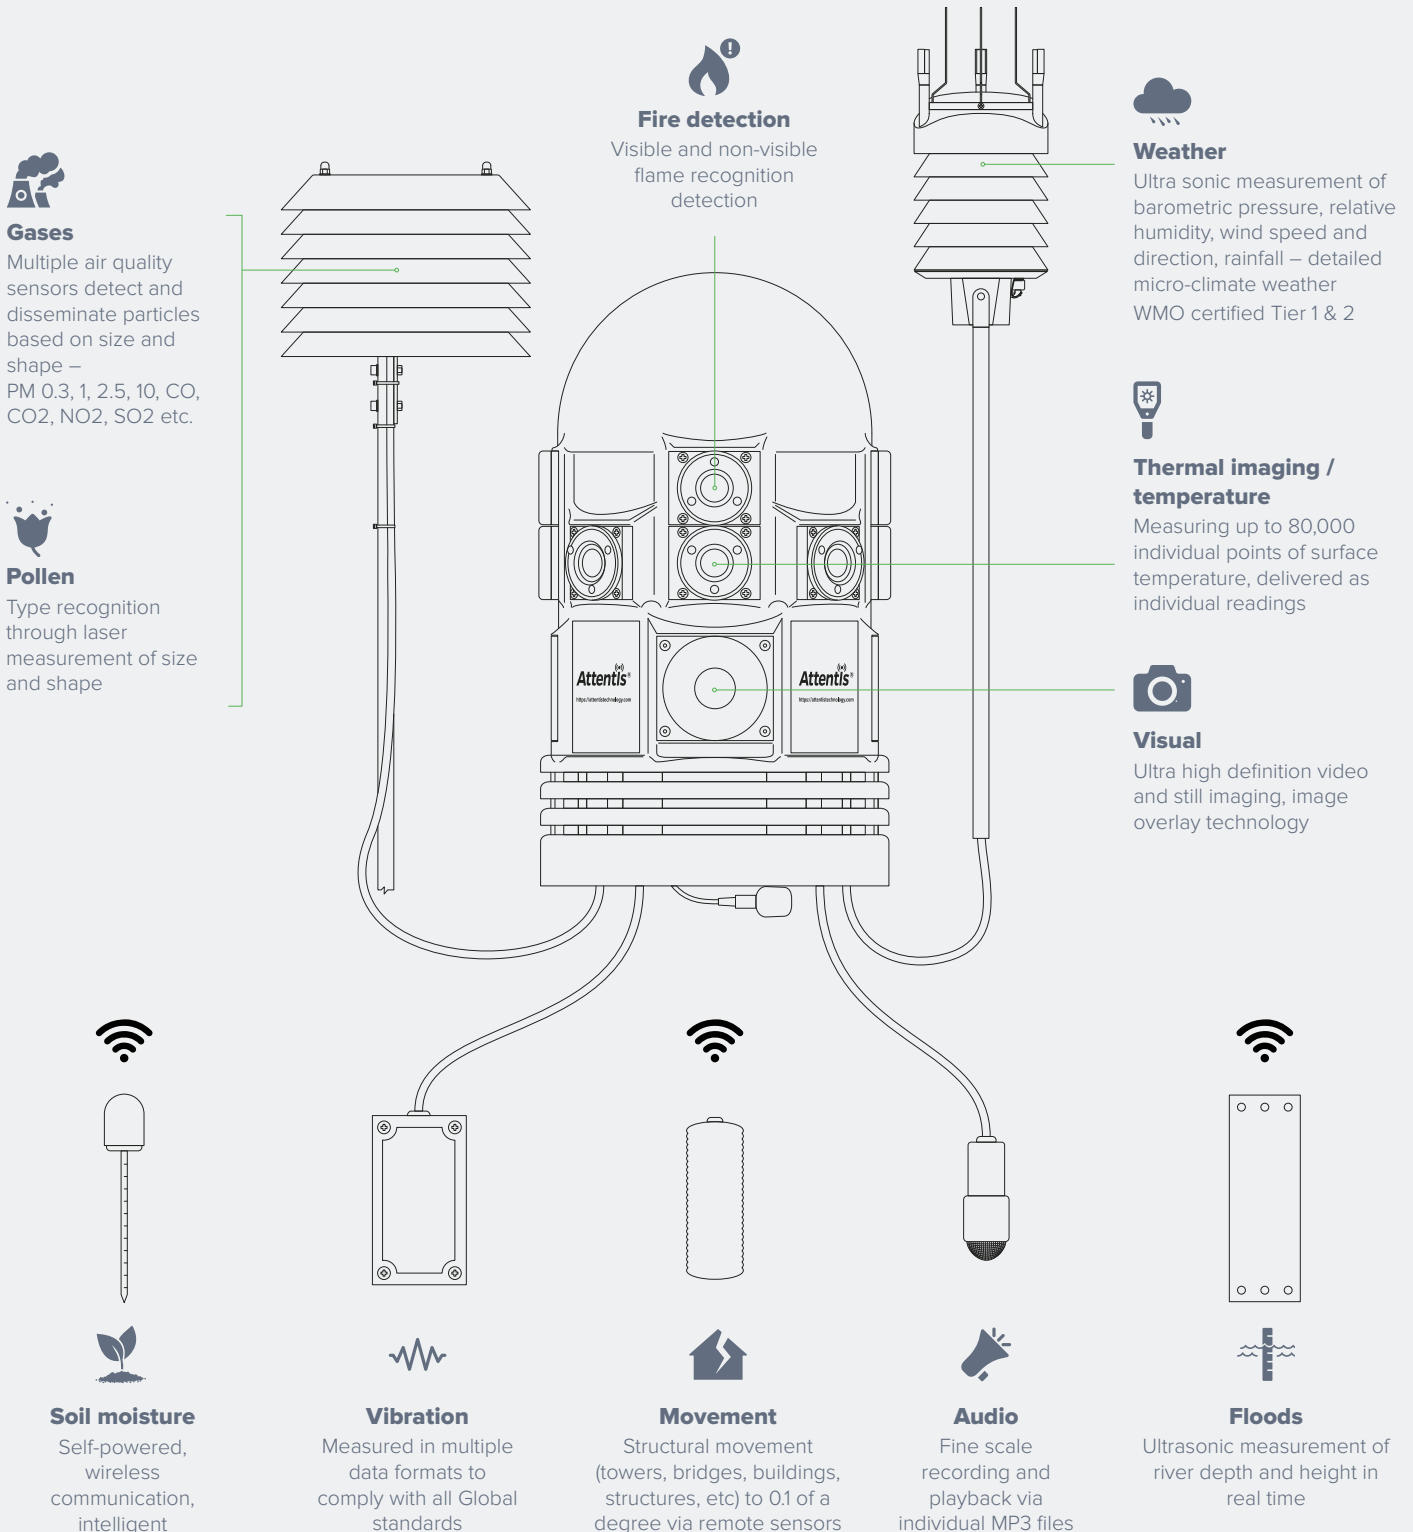 Fire detection
Visible and non-visible
flame recognition
detection
Gases
Multiple air quality
sensors detect and
disseminate particles
based on size and
shape –
PM 0.3, 1, 2.5, 10, CO,
CO2, NO2, SO2 etc.
Pollen
Type recognition
through laser
measurement of size
and shape
Weather
Ultra sonic measurement of
barometric pressure, relative
humidity, wind speed and
direction, rainfall – detailed
micro-climate weather
WMO certified Tier 1 & 2
Thermal imaging /
temperature
Measuring up to 80,000
individual points of surface
temperature, delivered as
individual readings
Visual
Ultra high definition video
and still imaging, image
overlay technology
Attentis®
https://attentistechnology.com
Attentis®
https://attentistechnology.com
Soil moisture
Self-powered,
wireless
communication,
intelligent
Vibration
Measured in multiple
data formats to
comply with all Global
standards
Movement
Structural movement
(towers, bridges, buildings,
structures, etc) to 0.1 of a
degree via remote sensors
Audio
Fine scale
recording and
playback via
individual MP3 files
Floods
Ultrasonic measurement of
river depth and height in
real time